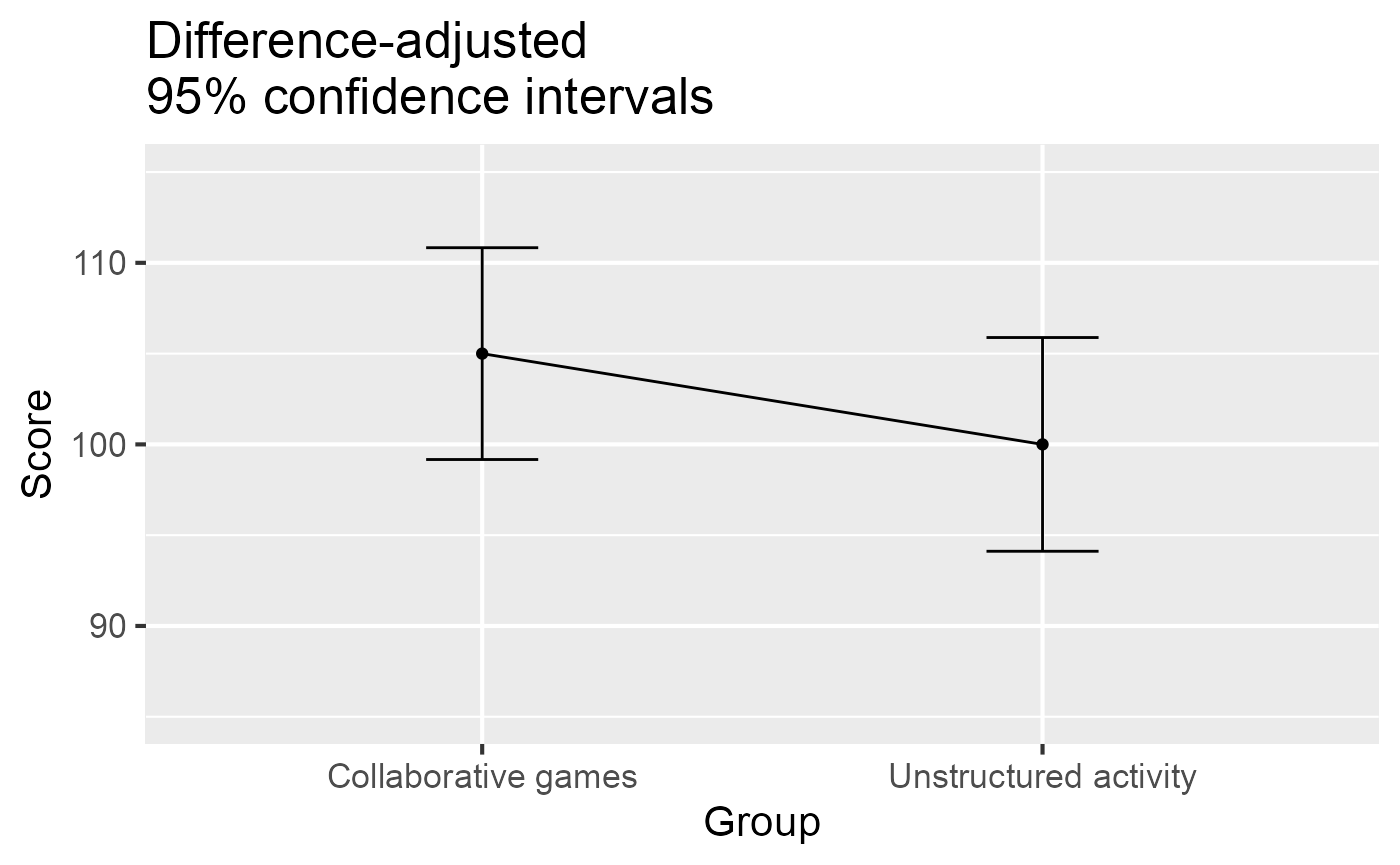 Difference-adjusted
95% confidence intervals
110
100
90
Score
Collaborative games
Unstructured activity
Group